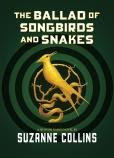 THE BALLAD OF
SONGBIRDS
AND SNAKES
SUZANNE COLLINS